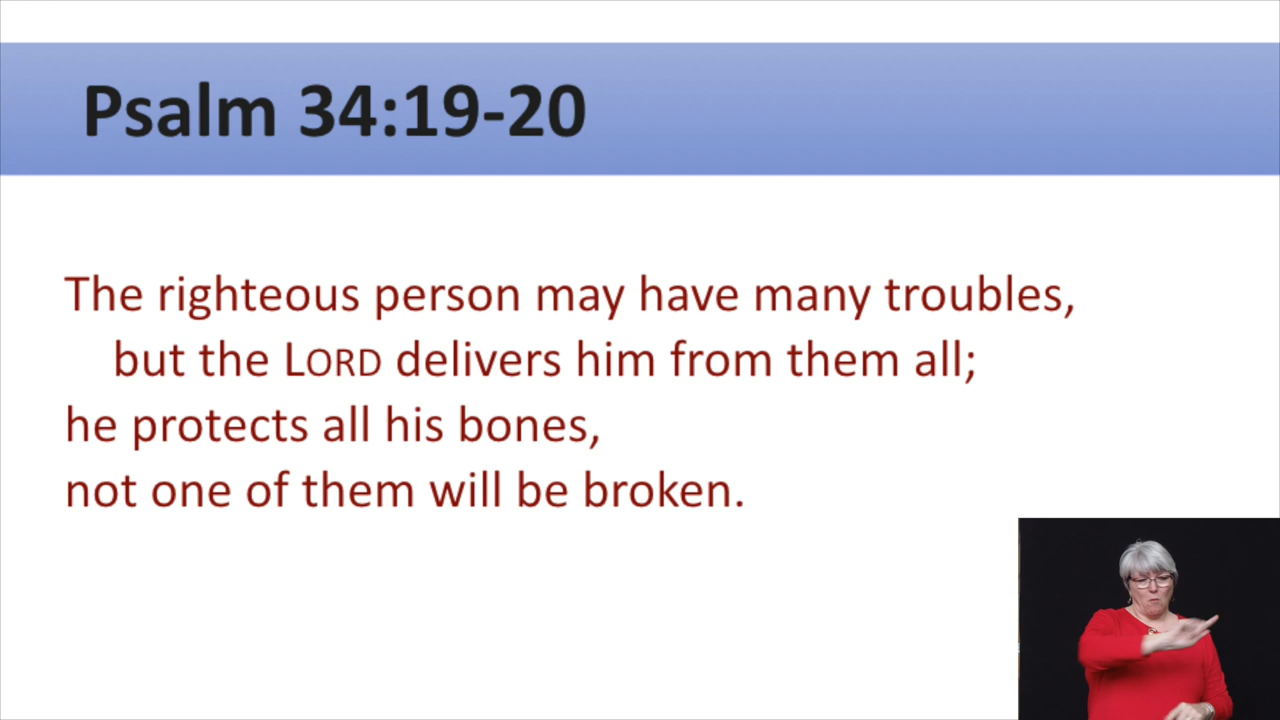 Psalm 34:19-20
The righteous person may have many troubles,
but the LORD delivers him from them all;
he protects all his bones,
not one of them will be broken.